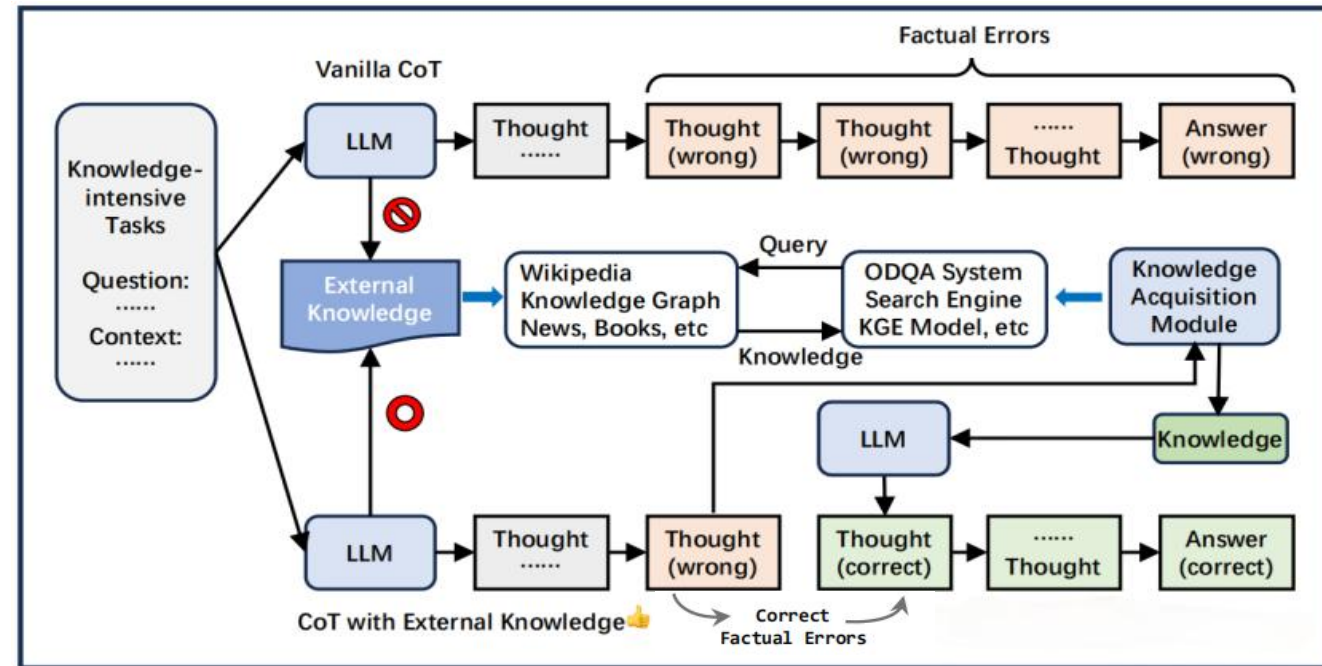 Factual Errors
Vanilla CoT
Knowledge-
intensive
Tasks
Question:
......
Context:
......
LLM
Thought
......
Thought
(wrong)
Thought
(wrong)
......
Thought
Answer
(wrong)
External
Knowledge
Wikipedia
Knowledge Graph
News, Books, etc
Query
Knowledge
ODQA System
Search Engine
KGE Model, etc
Knowledge
Acquisition
Module
LLM
Knowledge
LLM
Thought
......
Thought
(wrong)
Thought
(correct)
......
Thought
Answer
(correct)
CoT with External Knowledge👍
Correct
Factual Errors